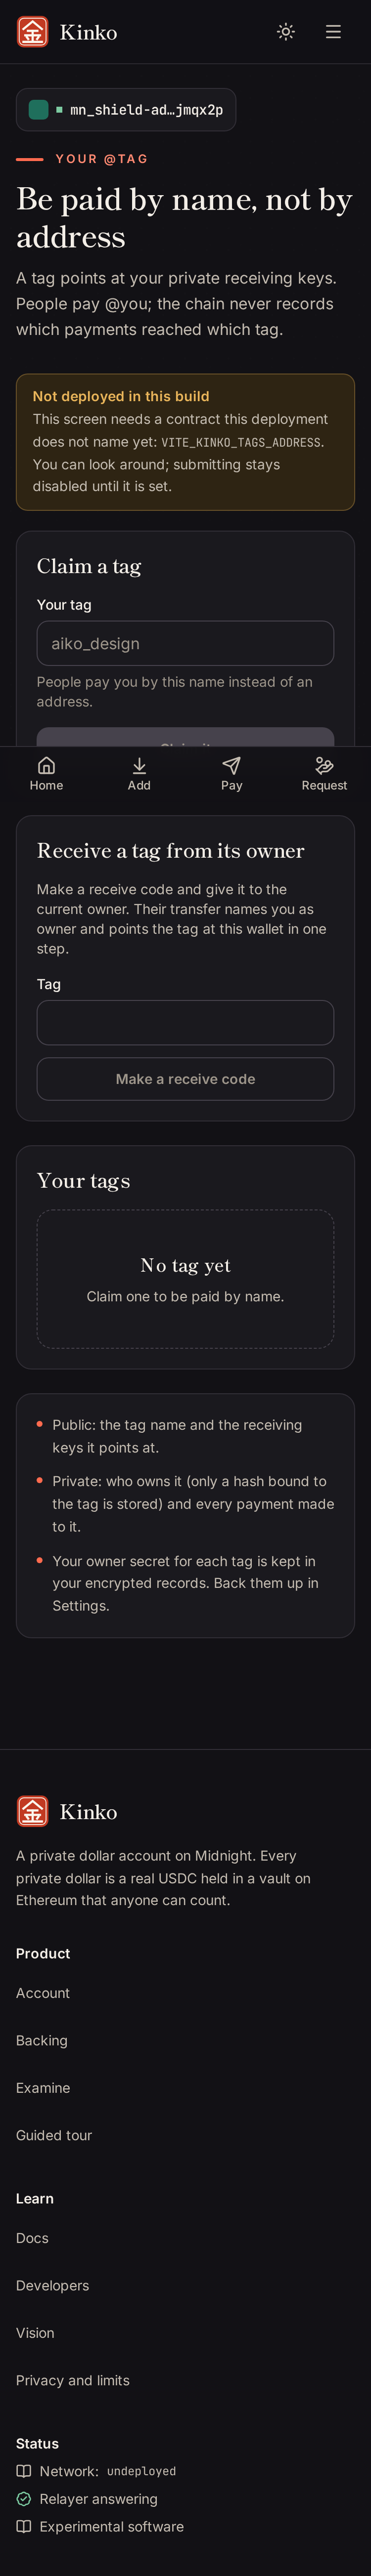 金 Kinko
mn_shield-ad…jmqx2p
YOUR @TAG
Be paid by name, not by
address
A tag points at your private receiving keys.
People pay @you; the chain never records
which payments reached which tag.
Not deployed in this build
This screen needs a contract this deployment
does not name yet: VITE_KINKO_TAGS_ADDRESS.
You can look around; submitting stays
disabled until it is set.
Claim a tag
Your tag
aiko_design
People pay you by this name instead of an
address.
Home
Add
Pay
Request
Receive a tag from its owner
Make a receive code and give it to the
current owner. Their transfer names you as
owner and points the tag at this wallet in one
step.
Tag
Make a receive code
Your tags
No tag yet
Claim one to be paid by name.
Public: the tag name and the receiving
keys it points at.
Private: who owns it (only a hash bound to
the tag is stored) and every payment made
to it.
Your owner secret for each tag is kept in
your encrypted records. Back them up in
Settings.
金 Kinko
A private dollar account on Midnight. Every
private dollar is a real USDC held in a vault on
Ethereum that anyone can count.
Product
Account
Backing
Examine
Guided tour
Learn
Docs
Developers
Vision
Privacy and limits
Status
Network: undeployed
Relayer answering
Experimental software